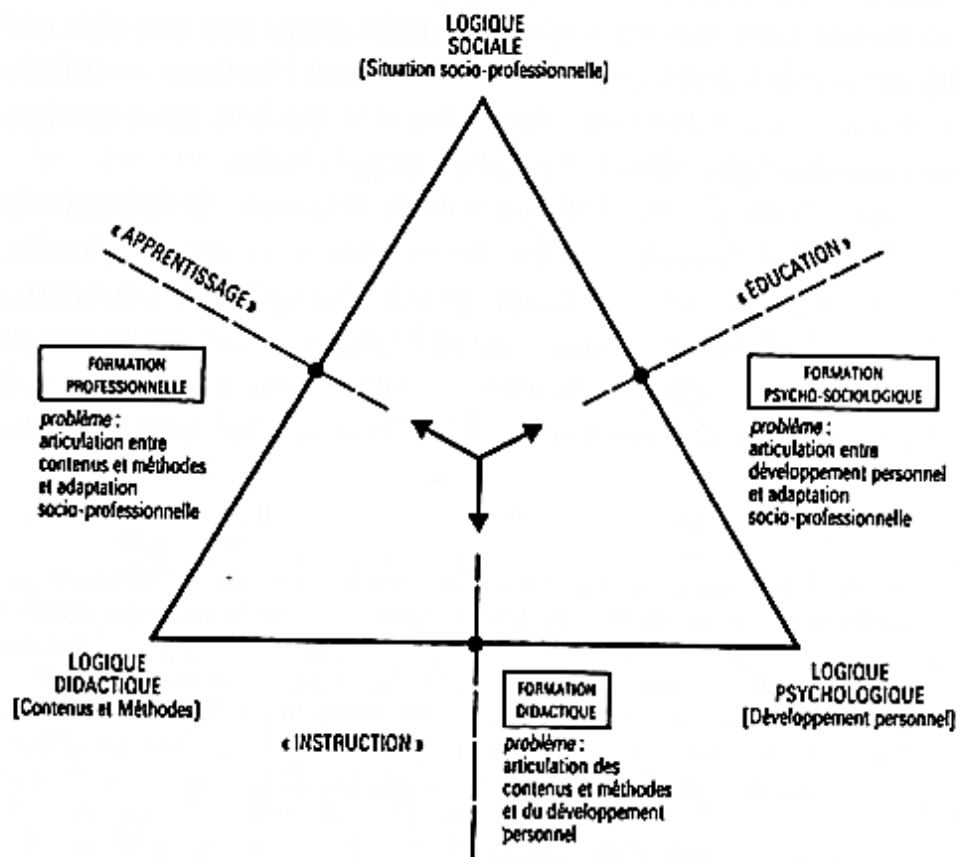 LOGIQUE
SOCIALE
[Situation socio-professionnelle]
« APPRENTISSAGE »
« ÉDUCATION »
FORMATION
PROFESSIONNELLE
problème :
articulation entre
contenus et méthodes
et adaptation
socio-professionnelle
FORMATION
PSYCHO-SOCIOLOGIQUE
problème :
articulation entre
développement personnel
et adaptation
socio-professionnelle
LOGIQUE
DIDACTIQUE
[Contenus et Méthodes]
LOGIQUE
PSYCHOLOGIQUE
[Développement personnel]
« INSTRUCTION »
FORMATION
DIDACTIQUE
problème :
articulation des
contenus et méthodes
et du développement
personnel